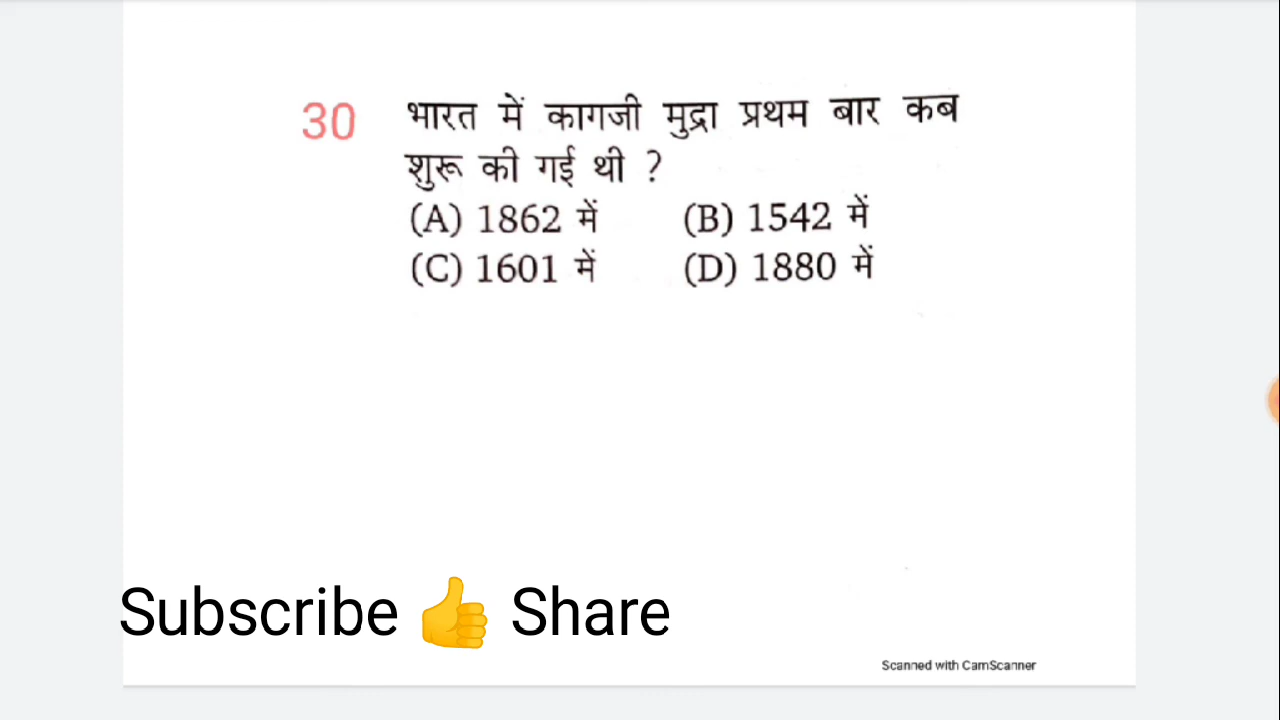 30 भारत में कागजी मुद्रा प्रथम बार कब
शुरू की गई थी ?
(A) 1862 में (B) 1542 में
(C) 1601 में (D) 1880 में
Subscribe 👍 Share
Scanned with CamScanner